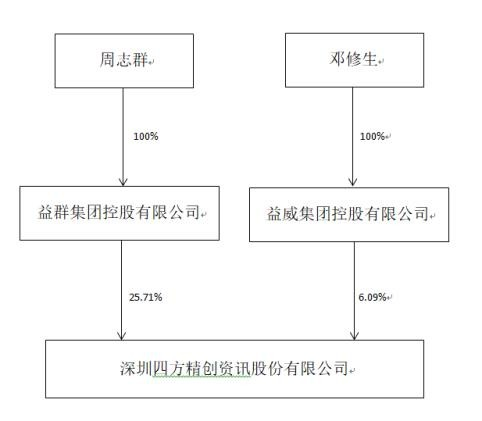 周志群
邓修生
100%
100%
益群集团控股有限公司
益威集团控股有限公司
25.71%
6.09%
深圳四方精创资讯股份有限公司